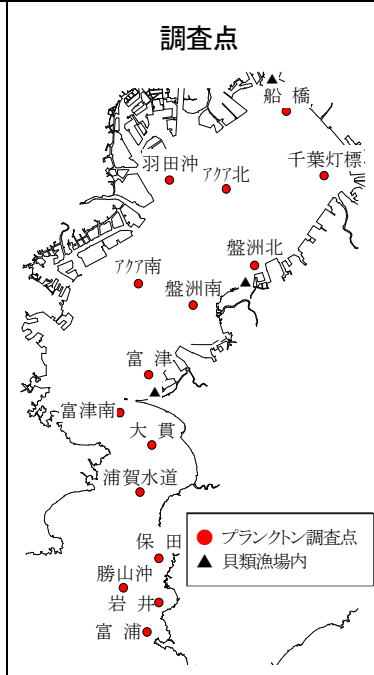 調査点
船橋
千葉灯標
羽田沖
アクア北
盤洲北
アクア南
盤洲南
富津
富津南
大貫
浦賀水道
保田
勝山沖
岩井
富浦
プランクトン調査点
貝類漁場内